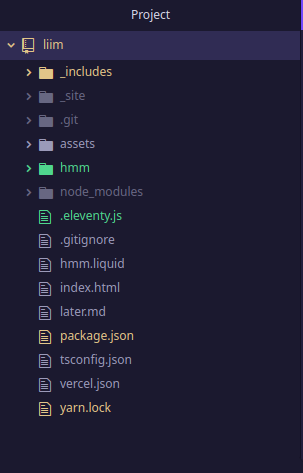 Project
liim
_includes
_site
.git
assets
hmm
node_modules
.eleventy.js
.gitignore
hmm.liquid
index.html
later.md
package.json
tsconfig.json
vercel.json
yarn.lock